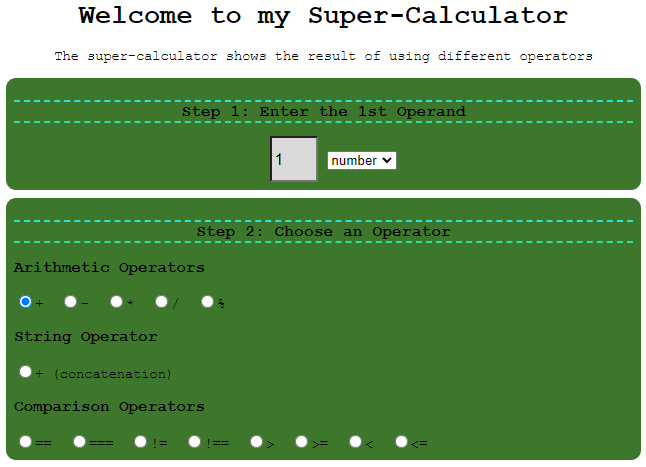 Welcome to my Super-Calculator
The super-calculator shows the result of using different operators
Step 1: Enter the 1st Operand
1 number
Step 2: Choose an Operator
Arithmetic Operators
+ - * / %
String Operator
+ (concatenation)
Comparison Operators
== === != !== > >= < <=